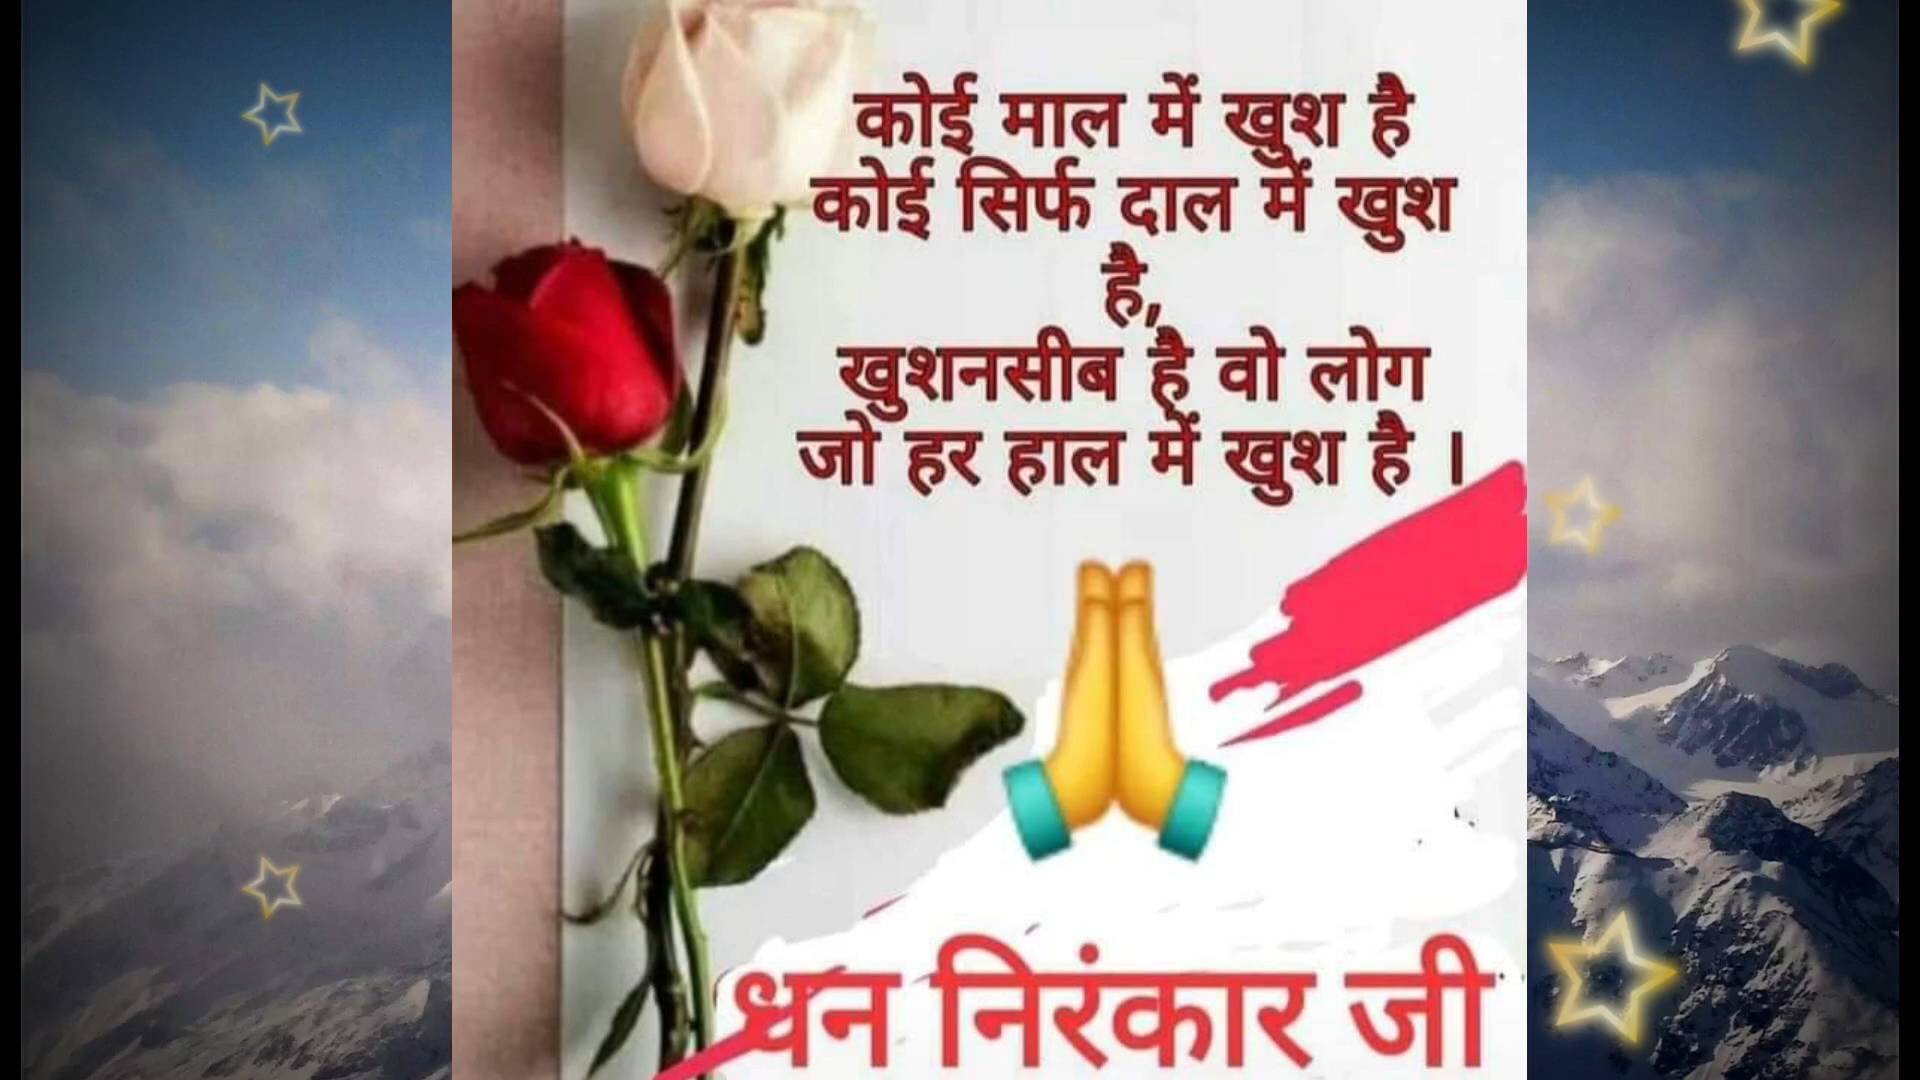 कोई माल में खुश है
कोई सिर्फ दाल में खुश
है,
खुशनसीब है वो लोग
जो हर हाल में खुश है ।
धन निरंकार जी